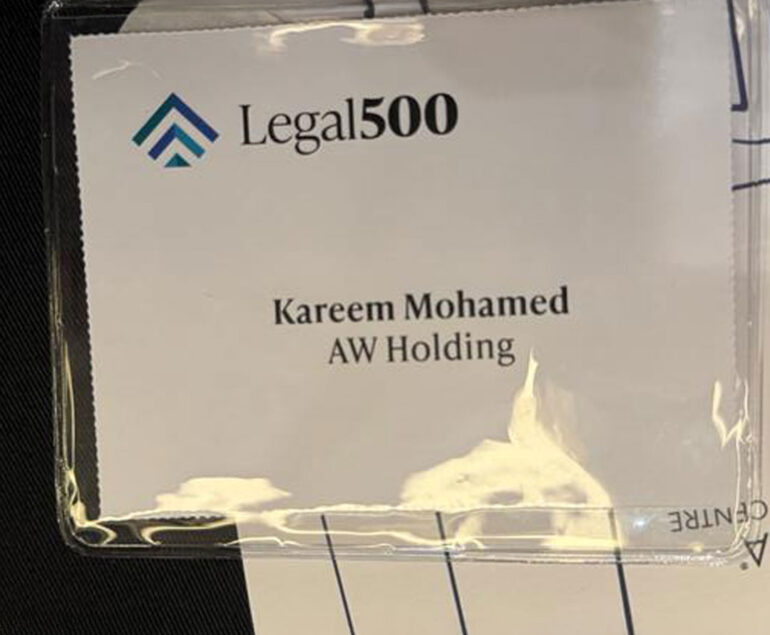 Legal500
Kareem Mohamed
AW Holding
CENTRE